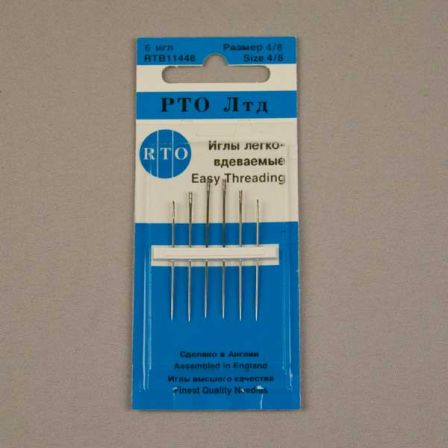 6 игл Размер 4/8
RTB11446 Size 4/8
РТО Лтд
RTO
Иглы легко-
вдеваемые
Easy Threading
Сделано в Англии
Assembled in England
Иглы высшего качества
Finest Quality Needles